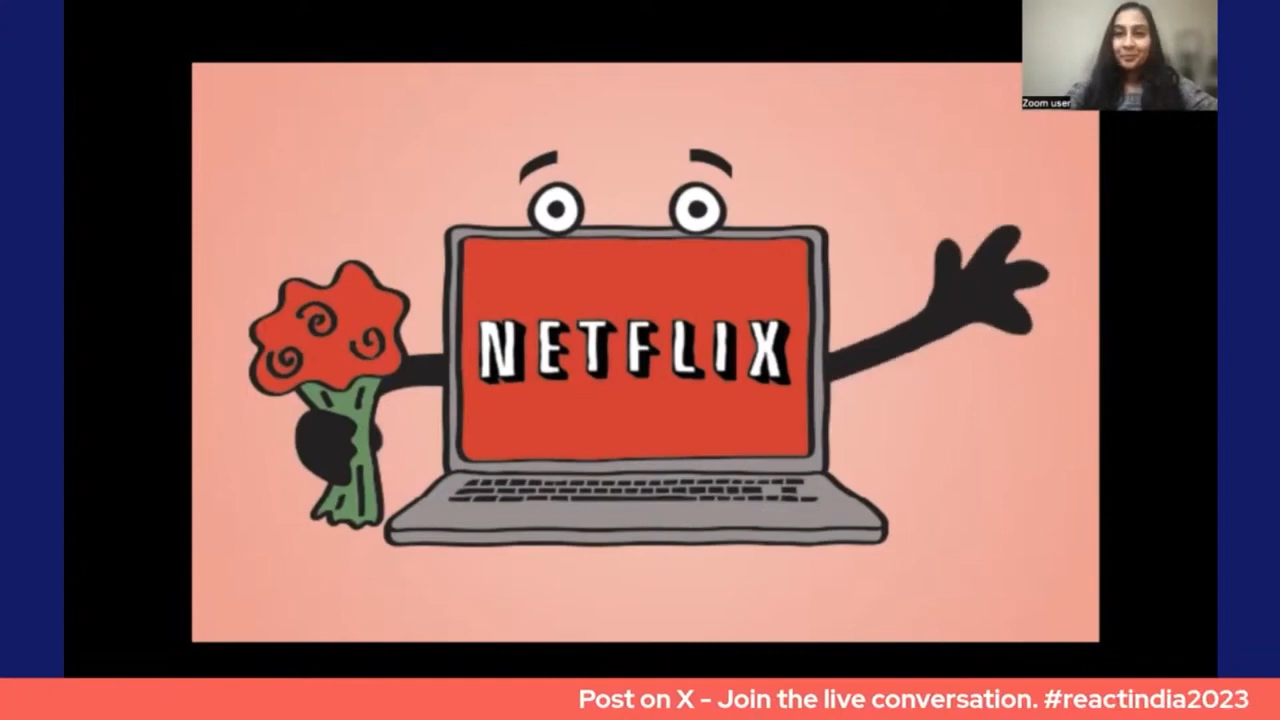 Zoom user
NETFLIX
Post on X - Join the live conversation. #reactindia2023